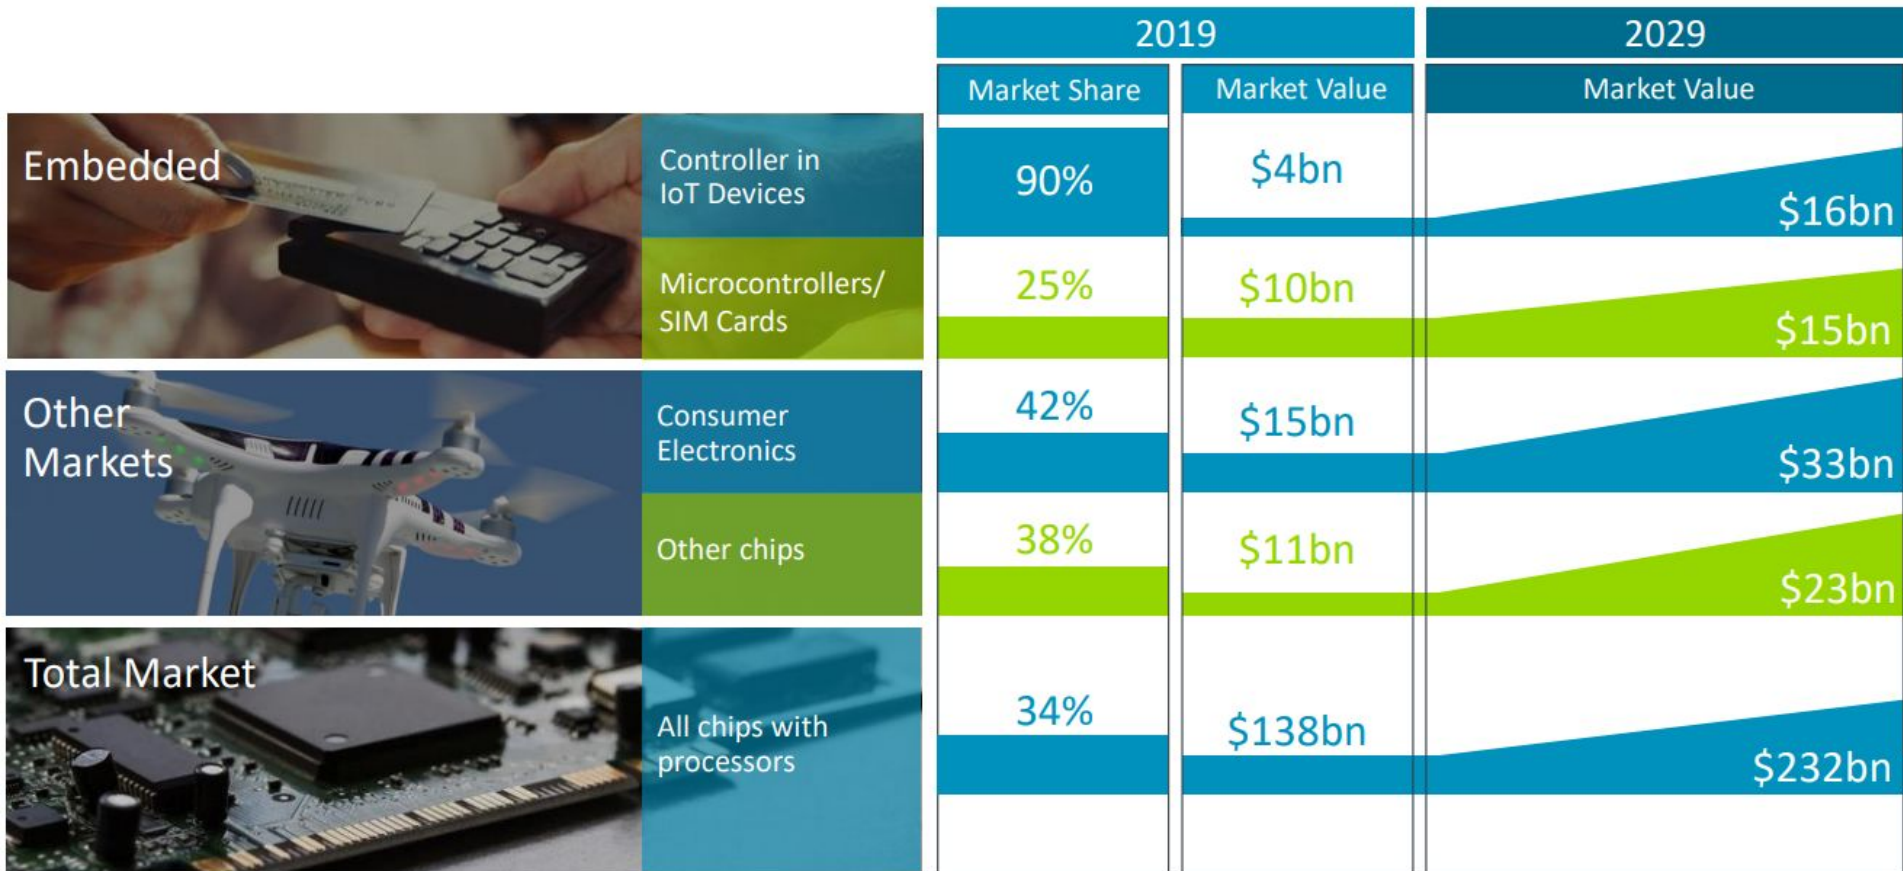 2019
2029
Market Share
Market Value
Market Value
Embedded
Controller in
IoT Devices
90%
$4bn
$16bn
Microcontrollers/
SIM Cards
25%
$10bn
$15bn
Other
Markets
Consumer
Electronics
42%
$15bn
$33bn
Other chips
38%
$11bn
$23bn
Total Market
All chips with
processors
34%
$138bn
$232bn